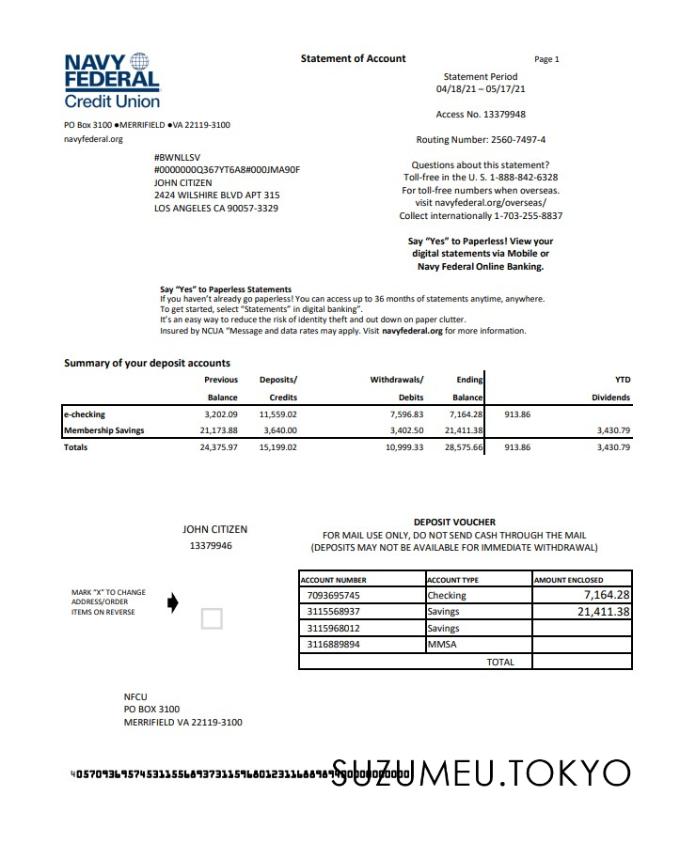 NAVY
FEDERAL
Credit Union
Statement of Account
Page 1
Statement Period
04/18/21 – 05/17/21
Access No. 13379948
Routing Number: 2560-7497-4
PO Box 3100 ●MERRIFIELD ●VA 22119-3100
navyfederal.org
#BWNLLSV
#0000000Q367YT6A8#000JMA90F
JOHN CITIZEN
2424 WILSHIRE BLVD APT 315
LOS ANGELES CA 90057-3329
Questions about this statement?
Toll-free in the U. S. 1-888-842-6328
For toll-free numbers when overseas.
visit navyfederal.org/overseas/
Collect internationally 1-703-255-8837
Say "Yes" to Paperless! View your
digital statements via Mobile or
Navy Federal Online Banking.
Say "Yes" to Paperless Statements
If you haven't already go paperless! You can access up to 36 months of statements anytime, anywhere.
To get started, select "Statements" in digital banking".
It's an easy way to reduce the risk of identity theft and out down on paper clutter.
Insured by NCUA "Message and data rates may apply. Visit navyfederal.org for more information.
Summary of your deposit accounts
Previous Deposits/ Withdrawals/ Ending YTD
Balance Credits Debits Balance Dividends
e-checking 3,202.09 11,559.02 7,596.83 7,164.28 913.86
Membership Savings 21,173.88 3,640.00 3,402.50 21,411.38 3,430.79
Totals 24,375.97 15,199.02 10,999.33 28,575.66 913.86 3,430.79
JOHN CITIZEN
13379946
DEPOSIT VOUCHER
FOR MAIL USE ONLY, DO NOT SEND CASH THROUGH THE MAIL
(DEPOSITS MAY NOT BE AVAILABLE FOR IMMEDIATE WITHDRAWAL)
MARK "X" TO CHANGE
ADDRESS/ORDER
ITEMS ON REVERSE
ACCOUNT NUMBER ACCOUNT TYPE AMOUNT ENCLOSED
7093695745 Checking 7,164.28
3115568937 Savings 21,411.38
3115968012 Savings
3116889894 MMSA
TOTAL
NFCU
PO BOX 3100
MERRIFIELD VA 22119-3100
SUZUMEU.TOKYO